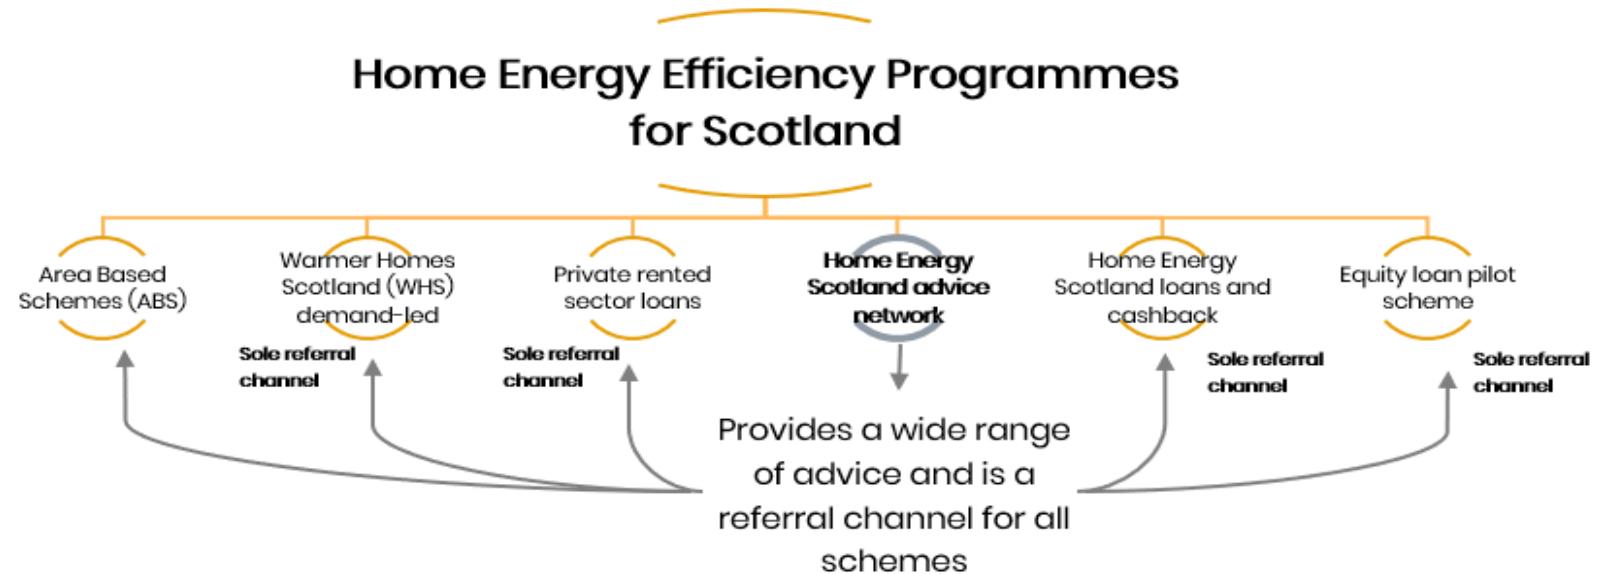 Home Energy Efficiency Programmes
for Scotland
Area Based
Schemes (ABS)
Warmer Homes
Scotland (WHS)
demand-led
Private rented
sector loans
Home Energy
Scotland advice
network
Home Energy
Scotland loans and
cashback
Equity loan pilot
scheme
Sole referral
channel
Sole referral
channel
Sole referral
channel
Sole referral
channel
Provides a wide range
of advice and is a
referral channel for all
schemes